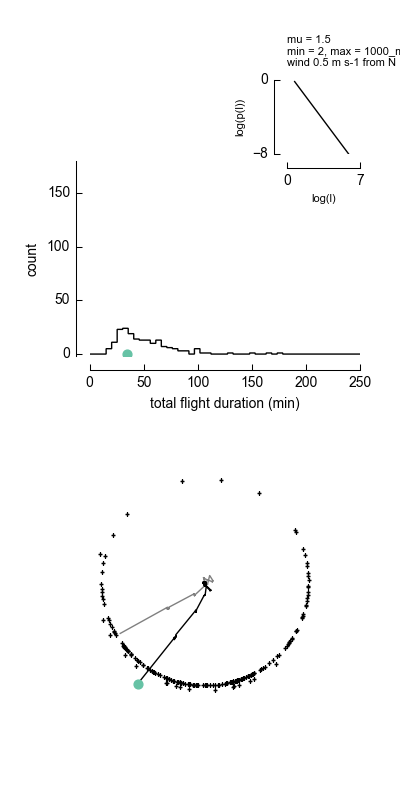 mu = 1.5
min = 2, max = 1000_m
wind 0.5 m s-1 from N
0
log(p(l))
−8
0 7
log(l)
150
100
count
50
0
0 50 100 150 200 250
total flight duration (min)